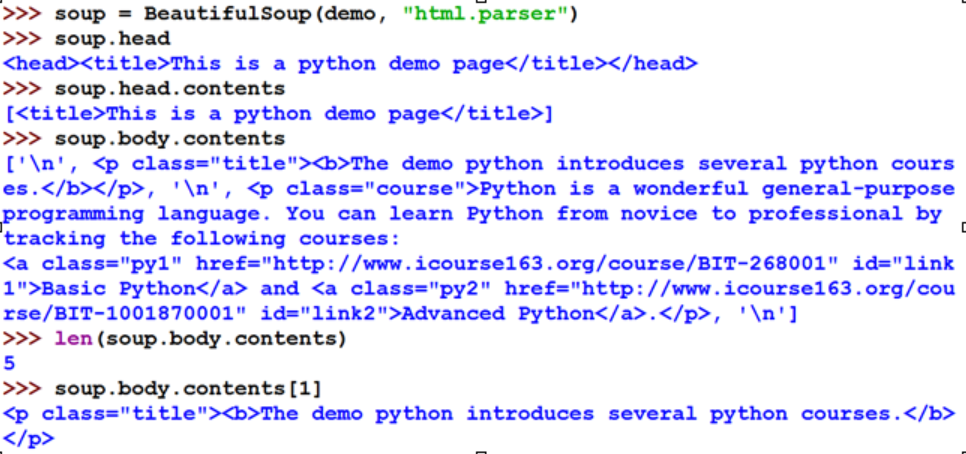 >>> soup = BeautifulSoup(demo, "html.parser")
>>> soup.head
<head><title>This is a python demo page</title></head>
>>> soup.head.contents
[<title>This is a python demo page</title>]
>>> soup.body.contents
['\n', <p class="title"><b>The demo python introduces several python cours
es.</b></p>, '\n', <p class="course">Python is a wonderful general-purpose
programming language. You can learn Python from novice to professional by
tracking the following courses:
<a class="py1" href="http://www.icourse163.org/course/BIT-268001" id="link
1">Basic Python</a> and <a class="py2" href="http://www.icourse163.org/cou
rse/BIT-1001870001" id="link2">Advanced Python</a>.</p>, '\n']
>>> len(soup.body.contents)
5
>>> soup.body.contents[1]
<p class="title"><b>The demo python introduces several python courses.</b>
</p>